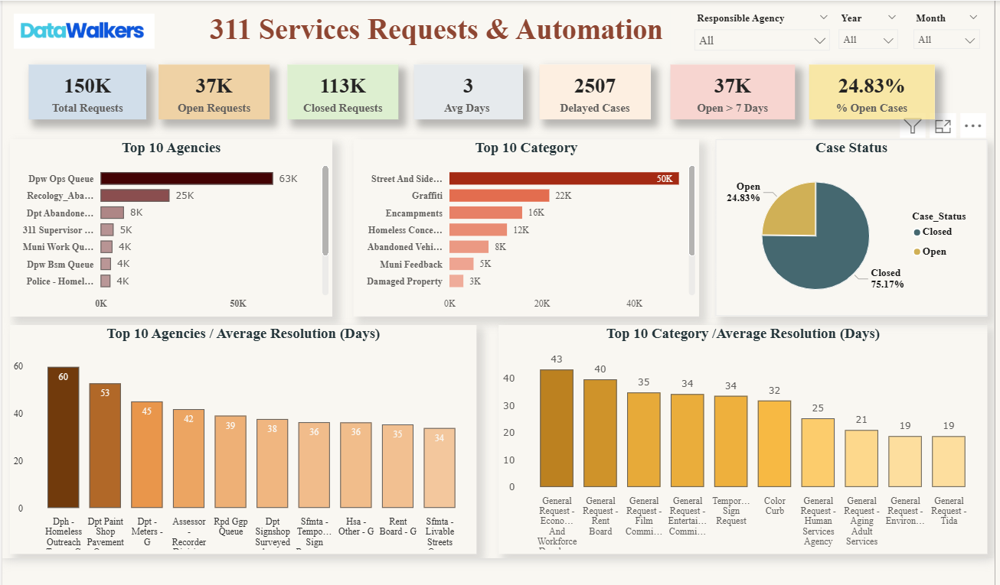 DataWalkers
311 Services Requests & Automation
Responsible Agency
Year
Month
All
All
All
150K
Total Requests
37K
Open Requests
113K
Closed Requests
3
Avg Days
2507
Delayed Cases
37K
Open > 7 Days
24.83%
% Open Cases
Top 10 Agencies
Dpw Ops Queue 63K
Recology_Aba... 25K
Dpt Abandone... 8K
311 Supervisor ... 5K
Muni Work Qu... 4K
Dpw Bsm Queue 4K
Police - Homel... 4K
0K 50K
Top 10 Category
Street And Side... 50K
Graffiti 22K
Encampments 16K
Homeless Conce... 12K
Abandoned Vehi... 8K
Muni Feedback 5K
Damaged Property 3K
0K 20K 40K
Case Status
Open
24.83%
Closed
75.17%
Case_Status
Closed
Open
Top 10 Agencies / Average Resolution (Days)
60
40
20
0
60 53 45 42 39 38 36 36 35 34
Dph -
Homeless
Outreach
Dpt Paint
Shop
Pavement
Dpt -
Meters -
G
Assessor
-
Recorder
Rpd Ggp
Queue
Dpt
Signshop
Surveyed
Sfmta -
Tempo...
Sign
Hsa -
Other - G
Rent
Board - G
Sfmta -
Livable
Streets
Top 10 Category /Average Resolution (Days)
40
30
20
10
0
43 40 35 34 34 32 25 21 19 19
General
Request -
Econo...
And
Workforce
General
Request -
Rent
Board
General
Request -
Film
Commi...
General
Request -
Entertai...
Commi...
Tempor...
Sign
Request
Color
Curb
General
Request -
Human
Services
Agency
General
Request -
Aging
Adult
Services
General
Request -
Environ...
General
Request -
Tida